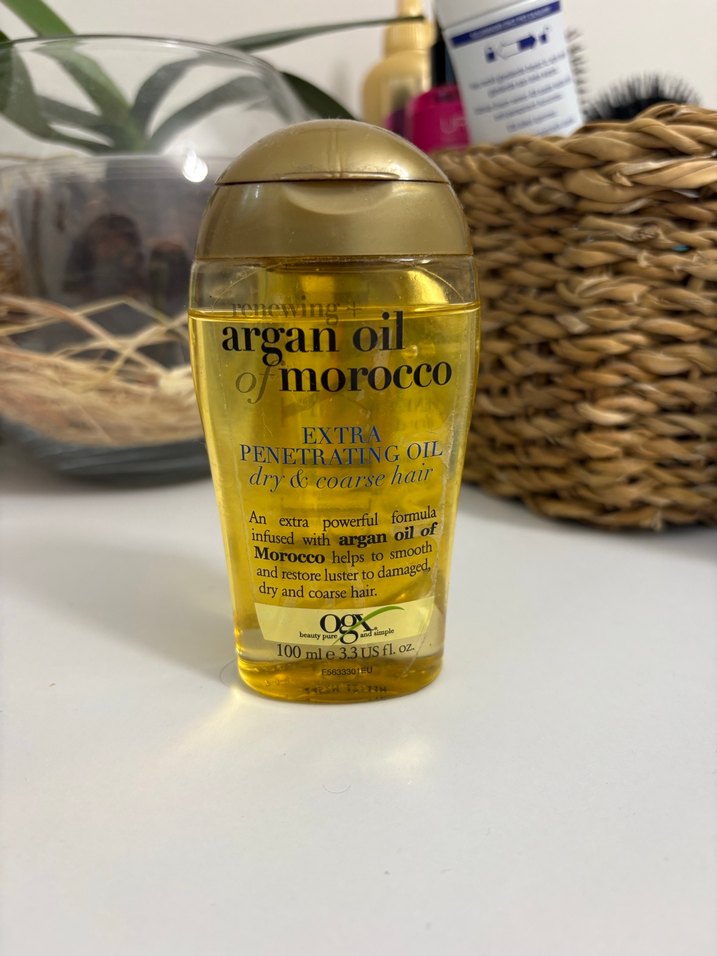 renewing +
argan oil
of morocco
EXTRA
PENETRATING OIL
dry & coarse hair
An extra powerful formula
infused with argan oil of
Morocco helps to smooth
and restore luster to damaged,
dry and coarse hair.
ogx
beauty pure and simple
100 ml e 3.3 US fl. oz.